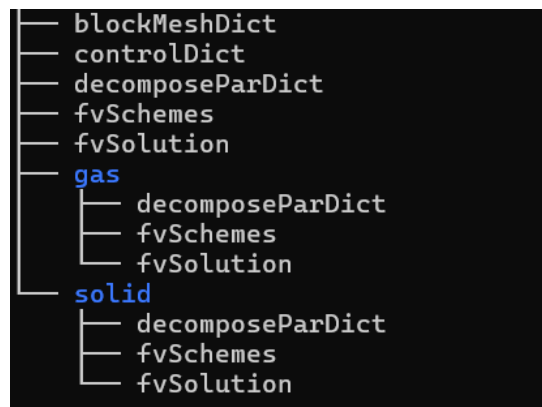 blockMeshDict
controlDict
decomposeParDict
fvSchemes
fvSolution
gas
decomposeParDict
fvSchemes
fvSolution
solid
decomposeParDict
fvSchemes
fvSolution